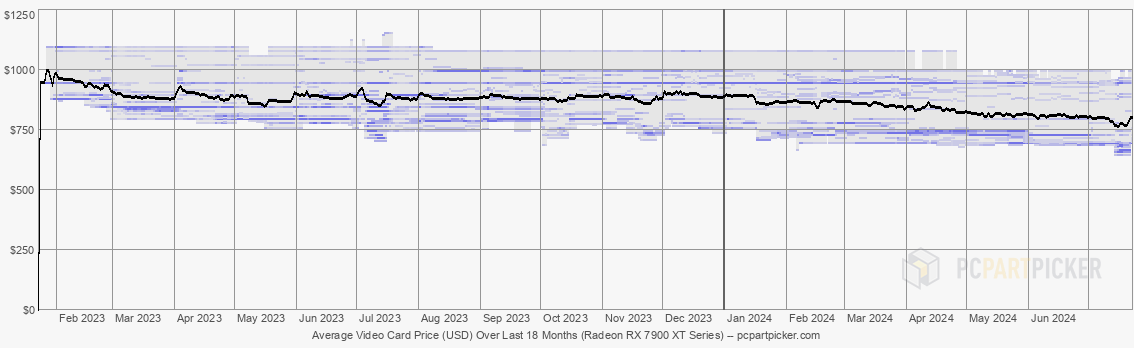 $1250
$1000
$750
$500
$250
$0
PCPARTPICKER
Feb 2023 Mar 2023 Apr 2023 May 2023 Jun 2023 Jul 2023 Aug 2023 Sep 2023 Oct 2023 Nov 2023 Dec 2023 Jan 2024 Feb 2024 Mar 2024 Apr 2024 May 2024 Jun 2024
Average Video Card Price (USD) Over Last 18 Months (Radeon RX 7900 XT Series) -- pcpartpicker.com